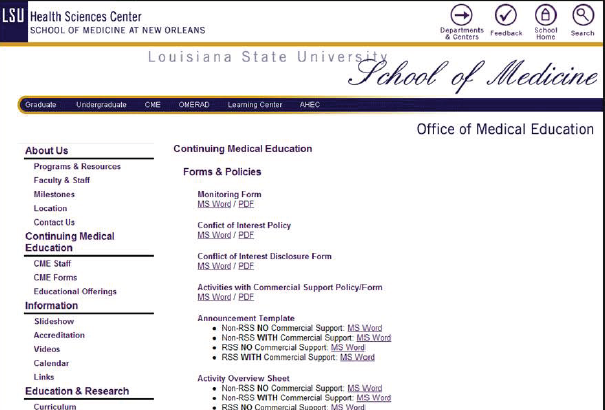 LSU Health Sciences Center
SCHOOL OF MEDICINE AT NEW ORLEANS
Departments & Centers
Feedback
School Home
Search
Louisiana State University
School of Medicine
Graduate Undergraduate CME OMERAD Learning Center AHEC
Office of Medical Education
About Us
Programs & Resources
Faculty & Staff
Milestones
Location
Contact Us
Continuing Medical
Education
CME Staff
CME Forms
Educational Offerings
Information
Slideshow
Accreditation
Videos
Calendar
Links
Education & Research
Curriculum
Continuing Medical Education
Forms & Policies
Monitoring Form
MS Word / PDF
Confict of Interest Policy
MS Word / PDF
Conflict of Interest Disclosure Form
MS Word / PDF
Activities with Commercial Support Policy/Form
MS Word / PDF
Announcement Template
• Non-RSS NO Commercial Support: MS Word
• Non-RSS WITH Commercial Support: MS Word
• RSS NO Commercial Support: MS Word
• RSS WITH Commercial Support: MS Word
Activity Overview Sheet
• Non-RSS NO Commercial Support: MS Word
• Non-RSS WITH Commercial Support: MS Word
• RSS NO Commercial Support: MS Word